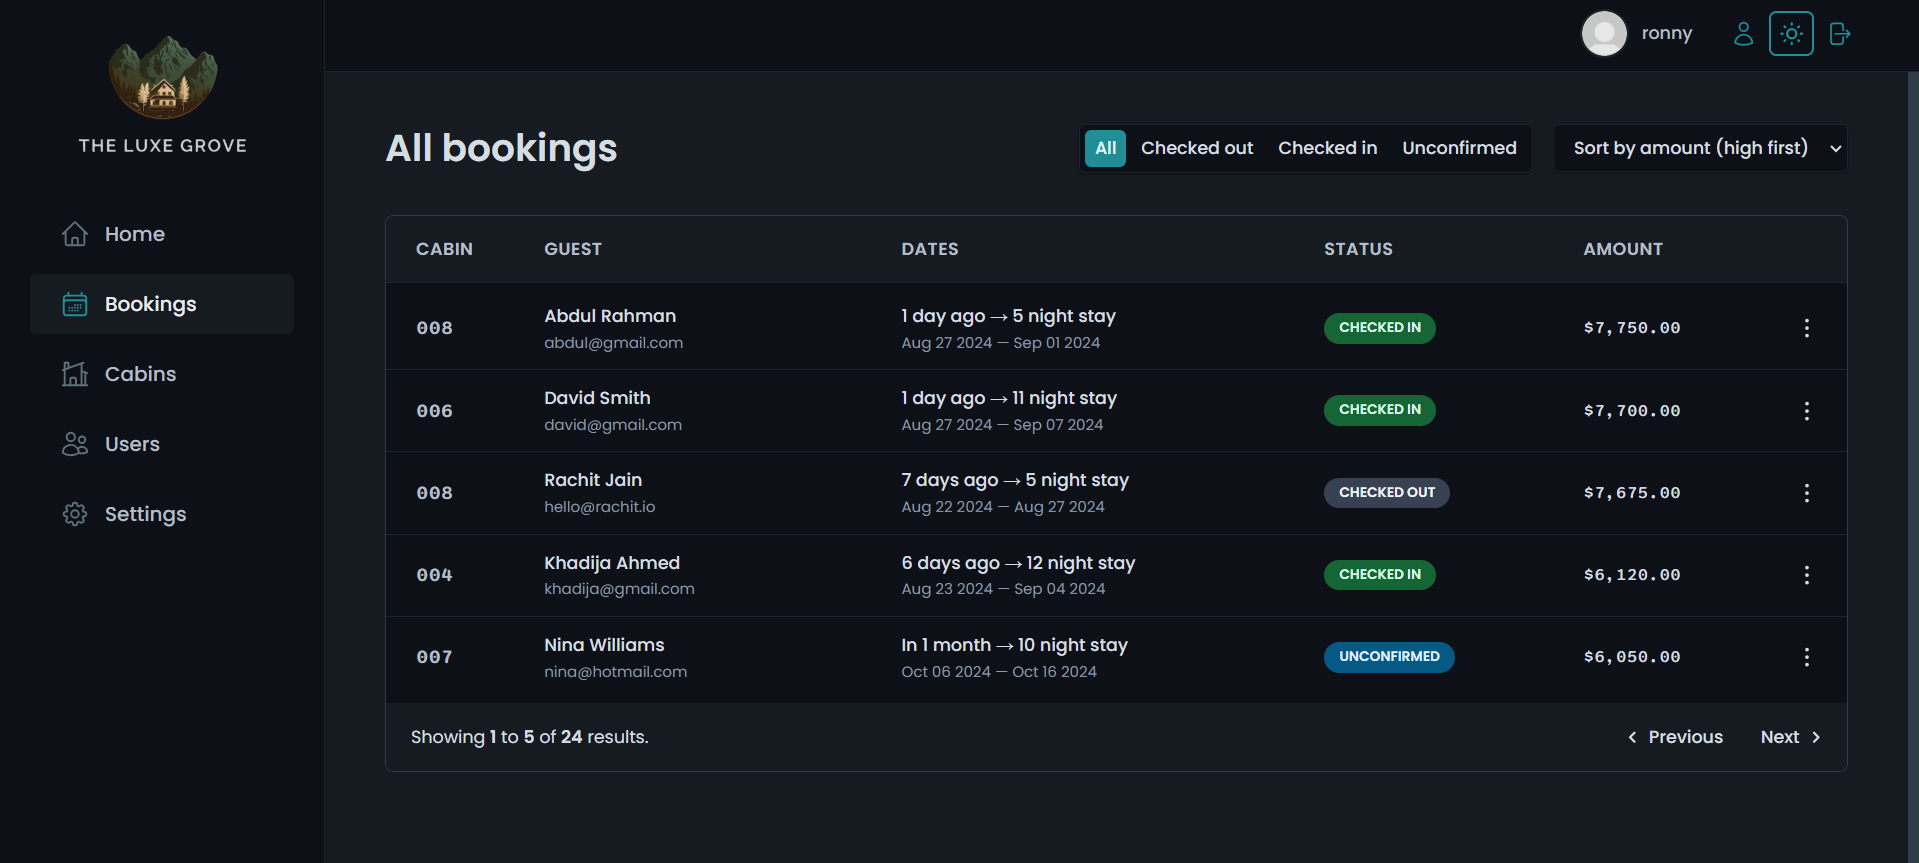 THE LUXE GROVE
ronny
Home
Bookings
Cabins
Users
Settings
All bookings
All Checked out Checked in Unconfirmed
Sort by amount (high first)
CABIN GUEST DATES STATUS AMOUNT
008 Abdul Rahman 1 day ago → 5 night stay CHECKED IN $7,750.00
abdul@gmail.com Aug 27 2024 — Sep 01 2024
006 David Smith 1 day ago → 11 night stay CHECKED IN $7,700.00
david@gmail.com Aug 27 2024 — Sep 07 2024
008 Rachit Jain 7 days ago → 5 night stay CHECKED OUT $7,675.00
hello@rachit.io Aug 22 2024 — Aug 27 2024
004 Khadija Ahmed 6 days ago → 12 night stay CHECKED IN $6,120.00
khadija@gmail.com Aug 23 2024 — Sep 04 2024
007 Nina Williams In 1 month → 10 night stay UNCONFIRMED $6,050.00
nina@hotmail.com Oct 06 2024 — Oct 16 2024
Showing 1 to 5 of 24 results.
Previous Next